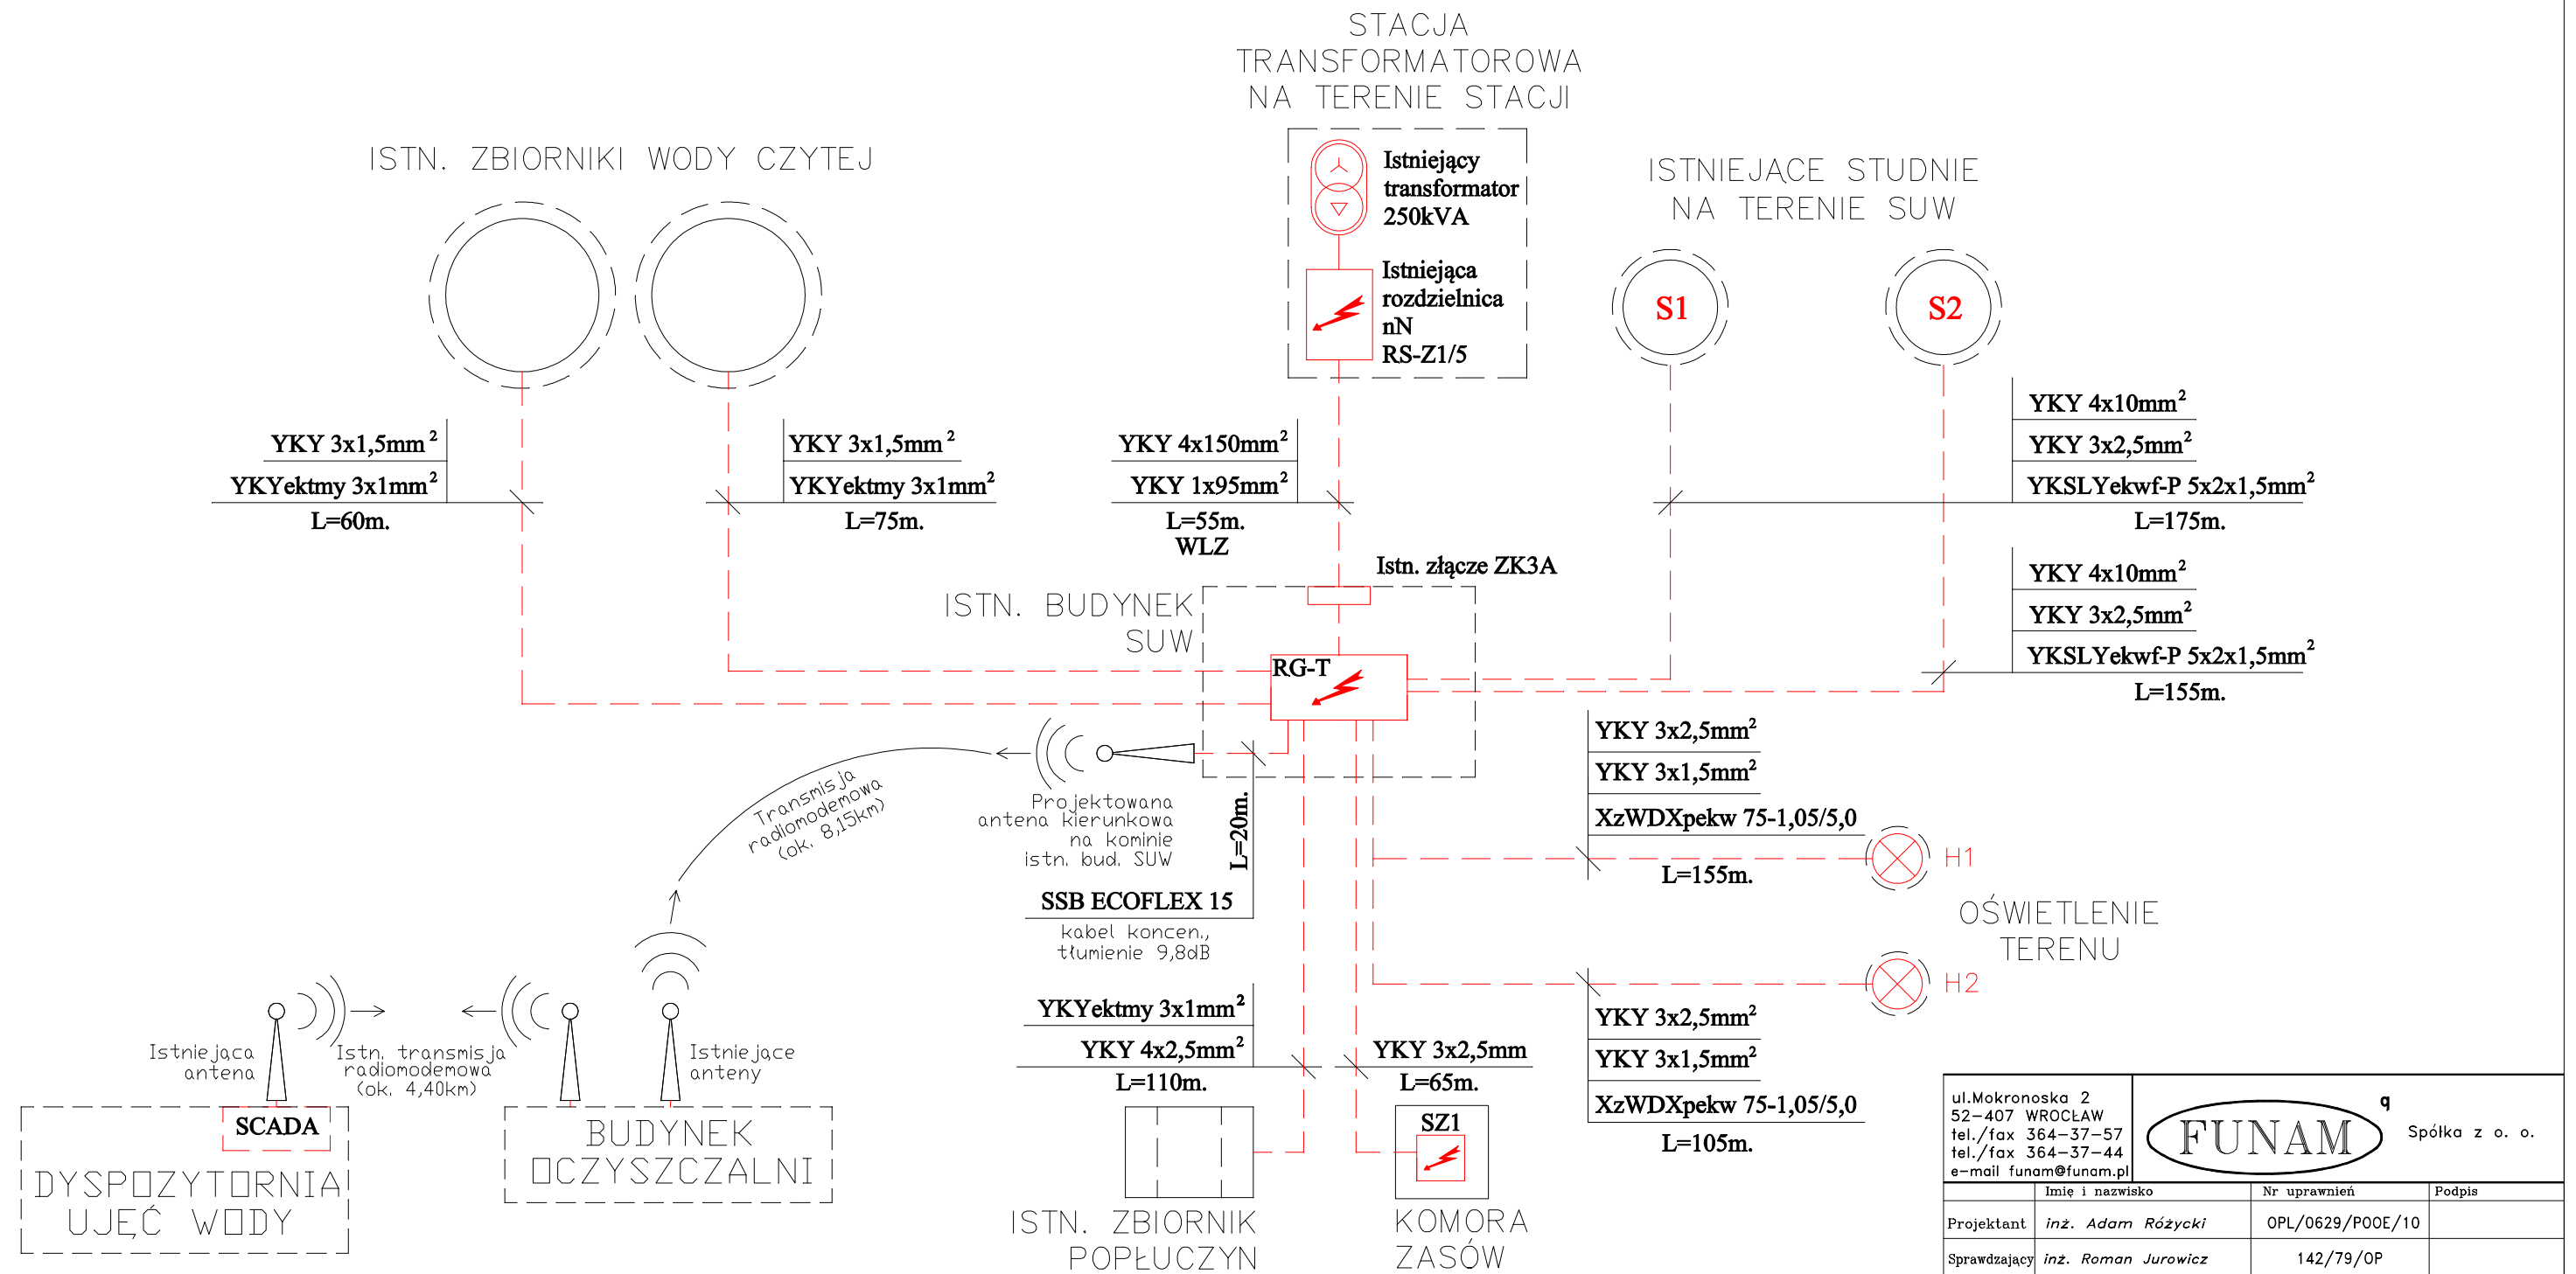 STACJA
TRANSFORMATOROWA
NA TERENIE STACJI
Istniejący
transformator
250kVA
Istniejąca
rozdzielnica
nN
RS-Z1/5
ISTN. ZBIORNIKI WODY CZYTEJ
ISTNIEJĄCE STUDNIE
NA TERENIE SUW
S1
S2
YKY 3x1,5mm²
YKYektmy 3x1mm²
L=60m.
YKY 3x1,5mm²
YKYektmy 3x1mm²
L=75m.
YKY 4x150mm²
YKY 1x95mm²
L=55m.
WLZ
YKY 4x10mm²
YKY 3x2,5mm²
YKSLYekwf-P 5x2x1,5mm²
L=175m.
YKY 4x10mm²
YKY 3x2,5mm²
YKSLYekwf-P 5x2x1,5mm²
L=155m.
Istn. złącze ZK3A
ISTN. BUDYNEK
SUW
RG-T
Transmisja
radiomodemowa
(ok. 8,15km)
Projektowana
antena kierunkowa
na kominie
istn. bud. SUW
L=20m.
SSB ECOFLEX 15
kabel koncen.,
tłumienie 9,8dB
YKY 3x2,5mm²
YKY 3x1,5mm²
XzWDXpekw 75-1,05/5,0
L=155m.
H1
OŚWIETLENIE
TERENU
H2
YKY 3x2,5mm²
YKY 3x1,5mm²
XzWDXpekw 75-1,05/5,0
L=105m.
YKYektmy 3x1mm²
YKY 4x2,5mm²
L=110m.
YKY 3x2,5mm
L=65m.
SZ1
ISTN. ZBIORNIK
POPŁUCZYN
KOMORA
ZASÓW
Istniejąca
antena
Istn. transmisja
radiomodemowa
(ok. 4,40km)
Istniejące
anteny
SCADA
DYSPOZYTORNIA
UJĘĆ WODY
BUDYNEK
OCZYSZCZALNI
ul.Mokronoska 2
52-407 WROCŁAW
tel./fax 364-37-57
tel./fax 364-37-44
e-mail funam@funam.pl
FUNAM
q
Spółka z o. o.
Imię i nazwisko Nr uprawnień Podpis
Projektant inż. Adam Różycki OPL/0629/POOE/10
Sprawdzający inż. Roman Jurowicz 142/79/OP